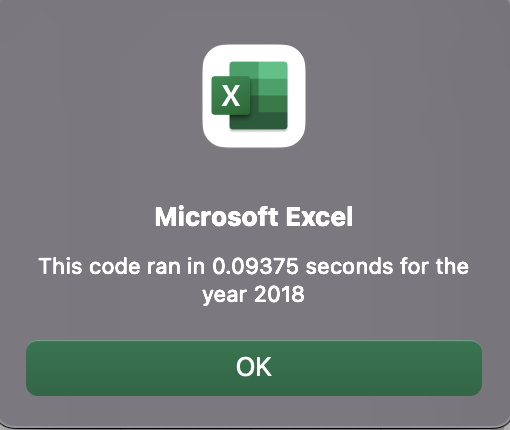 X
Microsoft Excel
This code ran in 0.09375 seconds for the
year 2018
OK